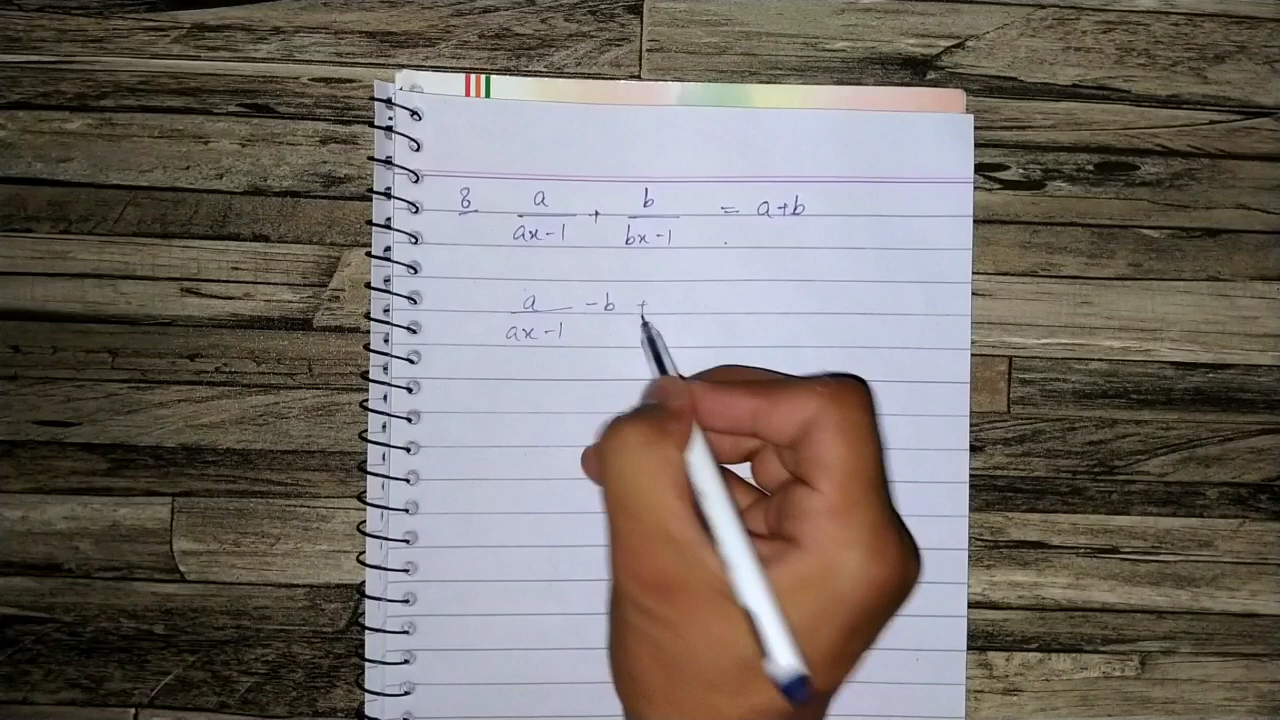 8 a/(ax-1) + b/(bx-1) = a+b
a/(ax-1) -b +